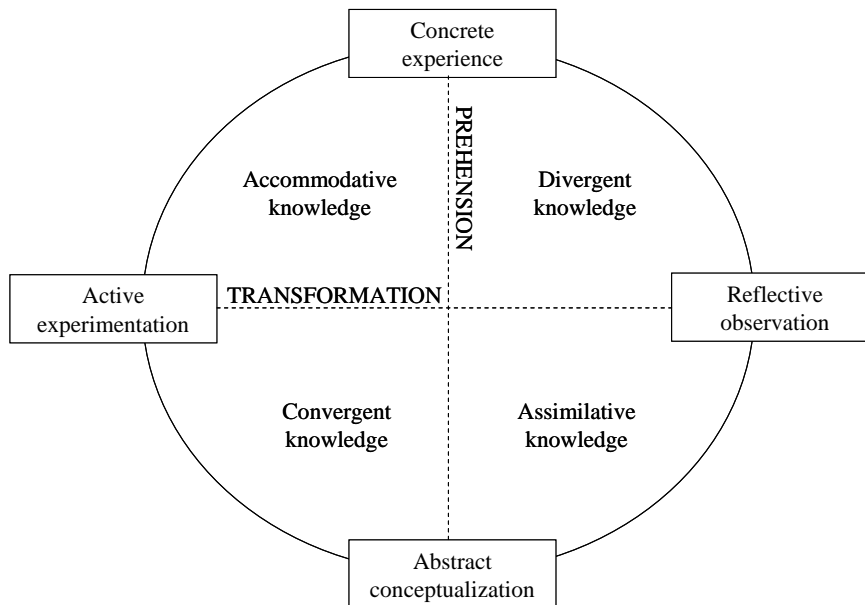 Concrete
experience
PREHENSION
Accommodative
knowledge
Divergent
knowledge
Active
experimentation
TRANSFORMATION
Reflective
observation
Convergent
knowledge
Assimilative
knowledge
Abstract
conceptualization